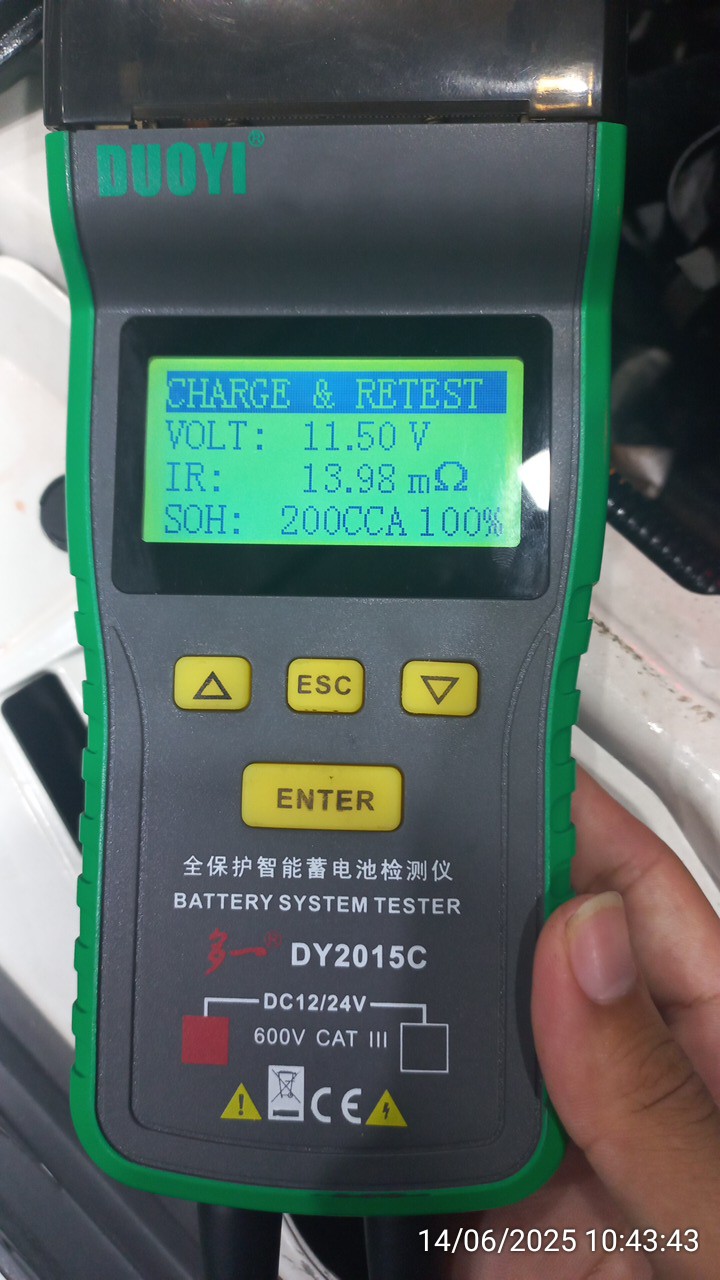 DUOYI®
CHARGE & RETEST
VOLT: 11.50 V
IR: 13.98 mΩ
SOH: 200CCA 100%
ESC
ENTER
全保护智能蓄电池检测仪
BATTERY SYSTEM TESTER
多一® DY2015C
DC12/24V
600V CAT III
CE
14/06/2025 10:43:43